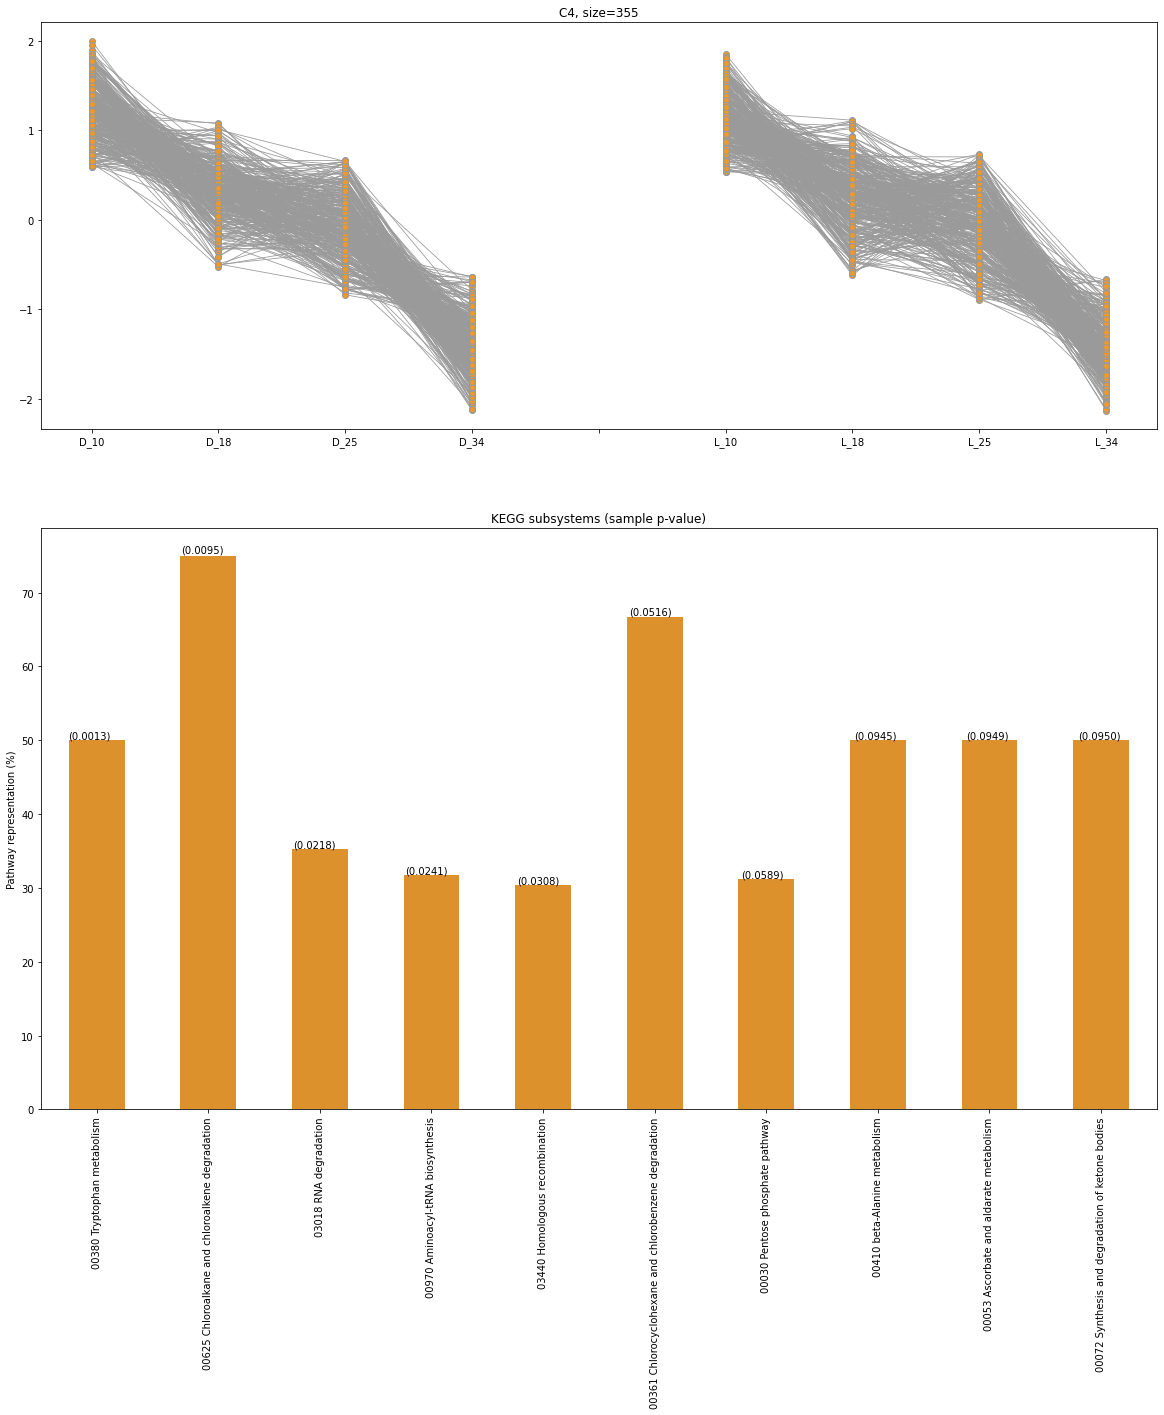 C4, size=355
2
1
0
−1
−2
D_10 D_18 D_25 D_34 L_10 L_18 L_25 L_34
KEGG subsystems (sample p-value)
Pathway representation (%)
70
60
50
40
30
20
10
0
(0.0013)
(0.0095)
(0.0218)
(0.0241)
(0.0308)
(0.0516)
(0.0589)
(0.0945)
(0.0949)
(0.0950)
00380 Tryptophan metabolism
00625 Chloroalkane and chloroalkene degradation
03018 RNA degradation
00970 Aminoacyl-tRNA biosynthesis
03440 Homologous recombination
00361 Chlorocyclohexane and chlorobenzene degradation
00030 Pentose phosphate pathway
00410 beta-Alanine metabolism
00053 Ascorbate and aldarate metabolism
00072 Synthesis and degradation of ketone bodies